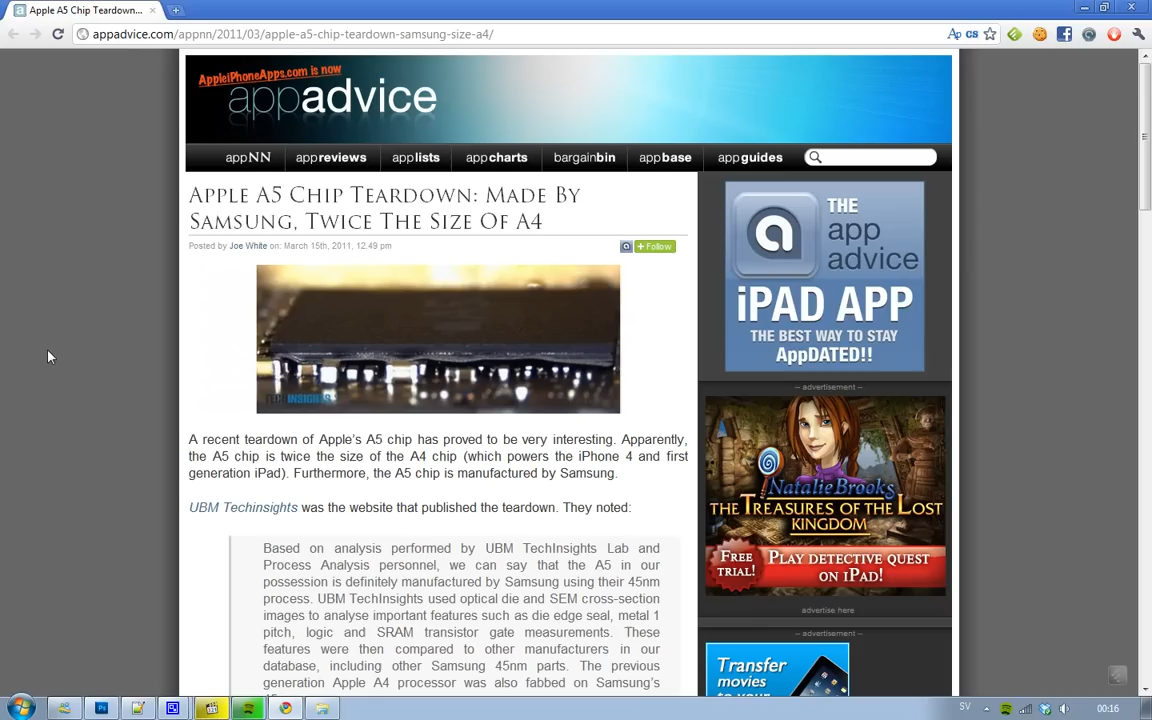 Apple A5 Chip Teardown...
appadvice.com/appnn/2011/03/apple-a5-chip-teardown-samsung-size-a4/
AppleiPhoneApps.com is now
appadvice
appNN appreviews applists appcharts bargainbin appbase appguides
Apple A5 Chip Teardown: Made By
Samsung, Twice The Size Of A4
Posted by Joe White on: March 15th, 2011, 12.49 pm
+ Follow
TECHINSIGHTS
A recent teardown of Apple's A5 chip has proved to be very interesting. Apparently,
the A5 chip is twice the size of the A4 chip (which powers the iPhone 4 and first
generation iPad). Furthermore, the A5 chip is manufactured by Samsung.
UBM Techinsights was the website that published the teardown. They noted:
Based on analysis performed by UBM TechInsights Lab and
Process Analysis personnel, we can say that the A5 in our
possession is definitely manufactured by Samsung using their 45nm
process. UBM TechInsights used optical die and SEM cross-section
images to analyse important features such as die edge seal, metal 1
pitch, logic and SRAM transistor gate measurements. These
features were then compared to other manufacturers in our
database, including other Samsung 45nm parts. The previous
generation Apple A4 processor was also fabbed on Samsung's
THE
app
advice
iPAD APP
THE BEST WAY TO STAY
AppDATED!!
-- advertisement --
Natalie Brooks
THE TREASURES OF THE LOST
KINGDOM
FREE
TRIAL!
PLAY DETECTIVE QUEST
ON iPAD!
advertise here
-- advertisement --
Transfer
movies
SV
00:16